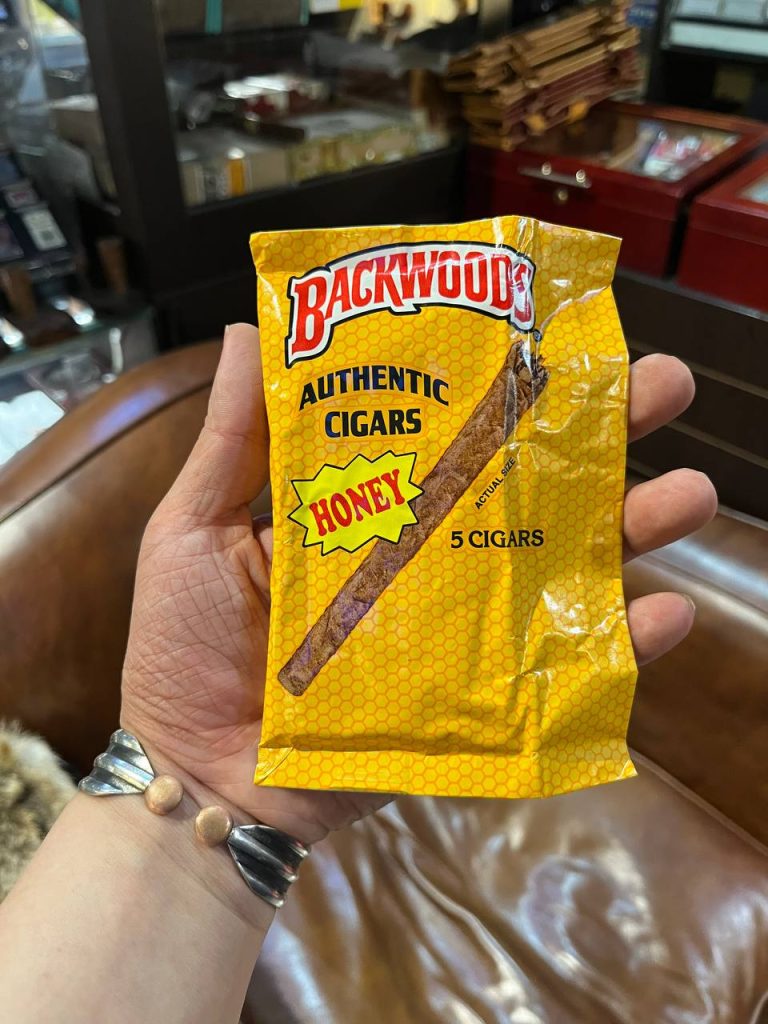 BACKWOODS
AUTHENTIC
CIGARS
HONEY
ACTUAL SIZE
5 CIGARS